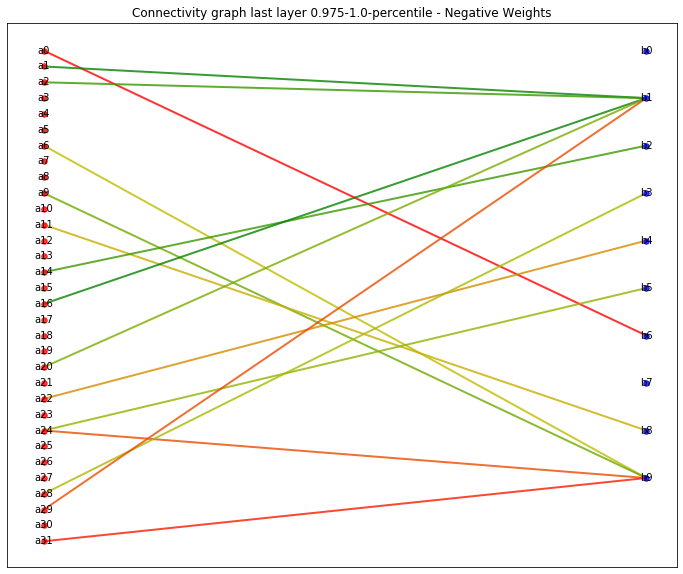 Connectivity graph last layer 0.975-1.0-percentile - Negative Weights
a0
a1
a2
a3
a4
a5
a6
a7
a8
a9
a10
a11
a12
a13
a14
a15
a16
a17
a18
a19
a20
a21
a22
a23
a24
a25
a26
a27
a28
a29
a30
a31
b0
b1
b2
b3
b4
b5
b6
b7
b8
b9